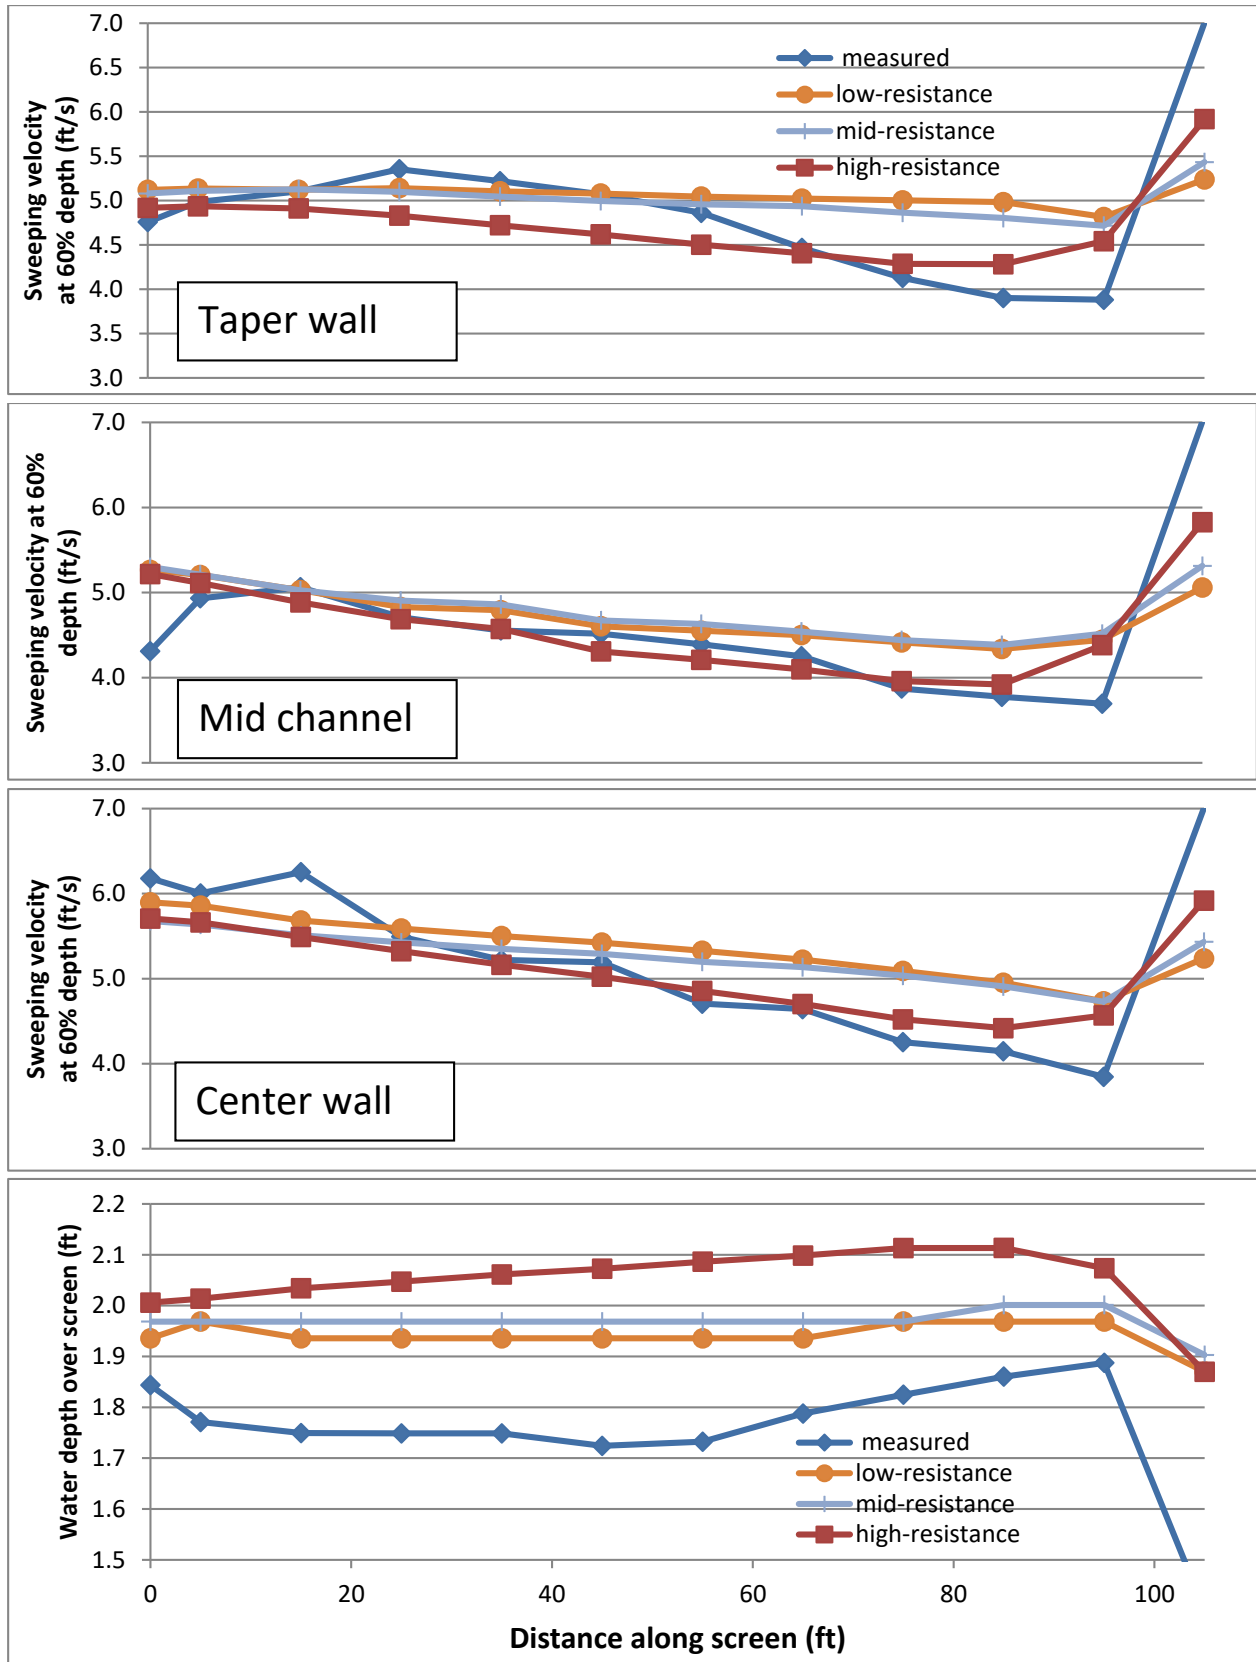 7.0
6.5
6.0
5.5
5.0
4.5
4.0
3.5
3.0
Sweeping velocity
at 60% depth (ft/s)
measured
low-resistance
mid-resistance
high-resistance
Taper wall
7.0
6.0
5.0
4.0
3.0
Sweeping velocity at 60%
depth (ft/s)
Mid channel
7.0
6.0
5.0
4.0
3.0
Sweeping velocity
at 60% depth (ft/s)
Center wall
2.2
2.1
2.0
1.9
1.8
1.7
1.6
1.5
Water depth over screen (ft)
measured
low-resistance
mid-resistance
high-resistance
0 20 40 60 80 100
Distance along screen (ft)